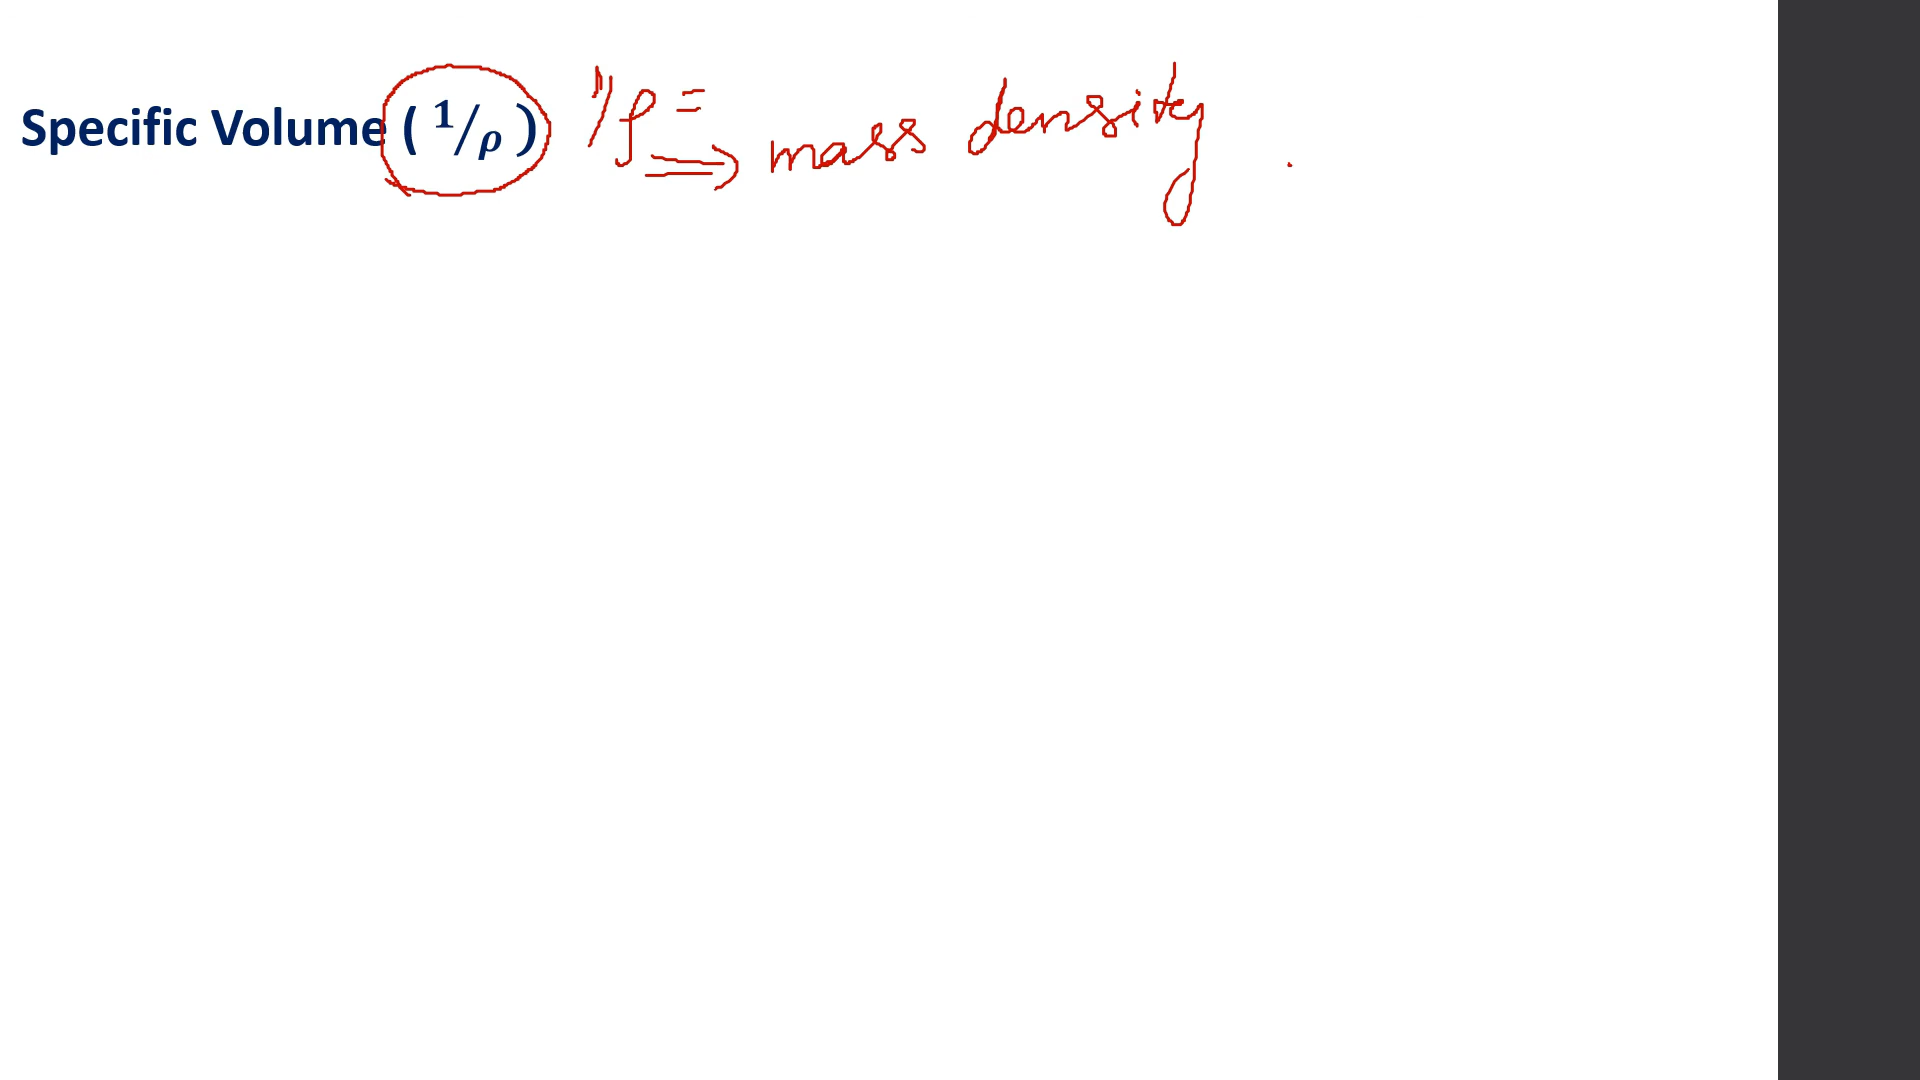 Specific Volume ( 1/ρ ) 1/ρ = ⇒ mass density .